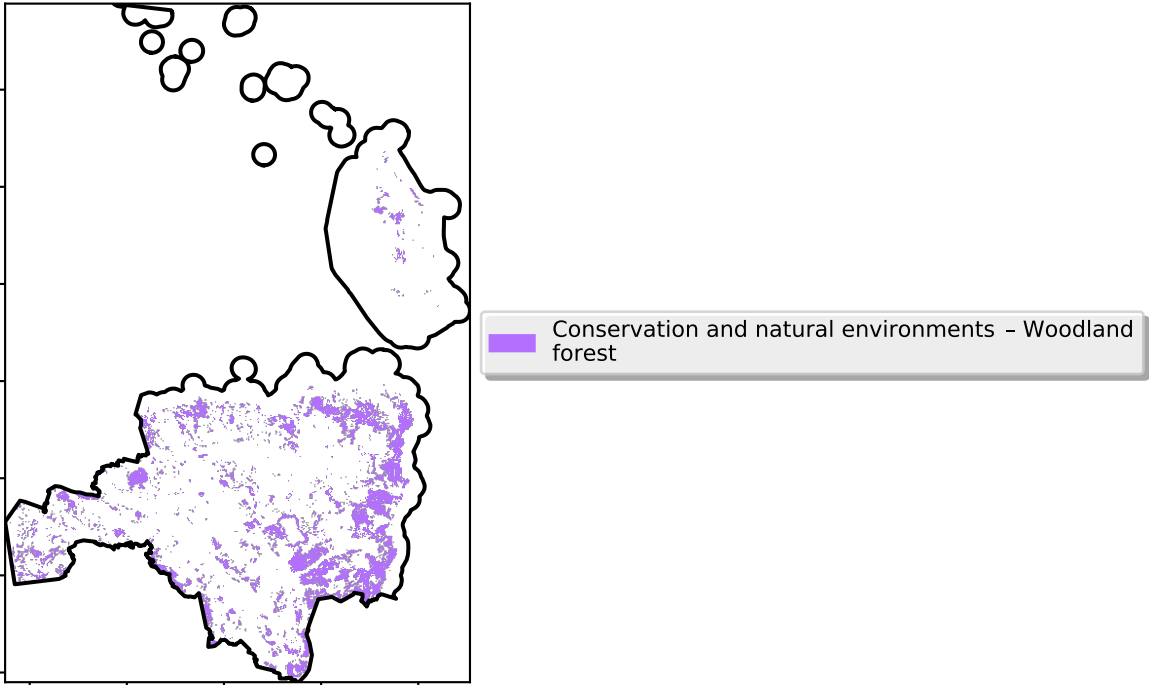 Conservation and natural environments – Woodland
forest